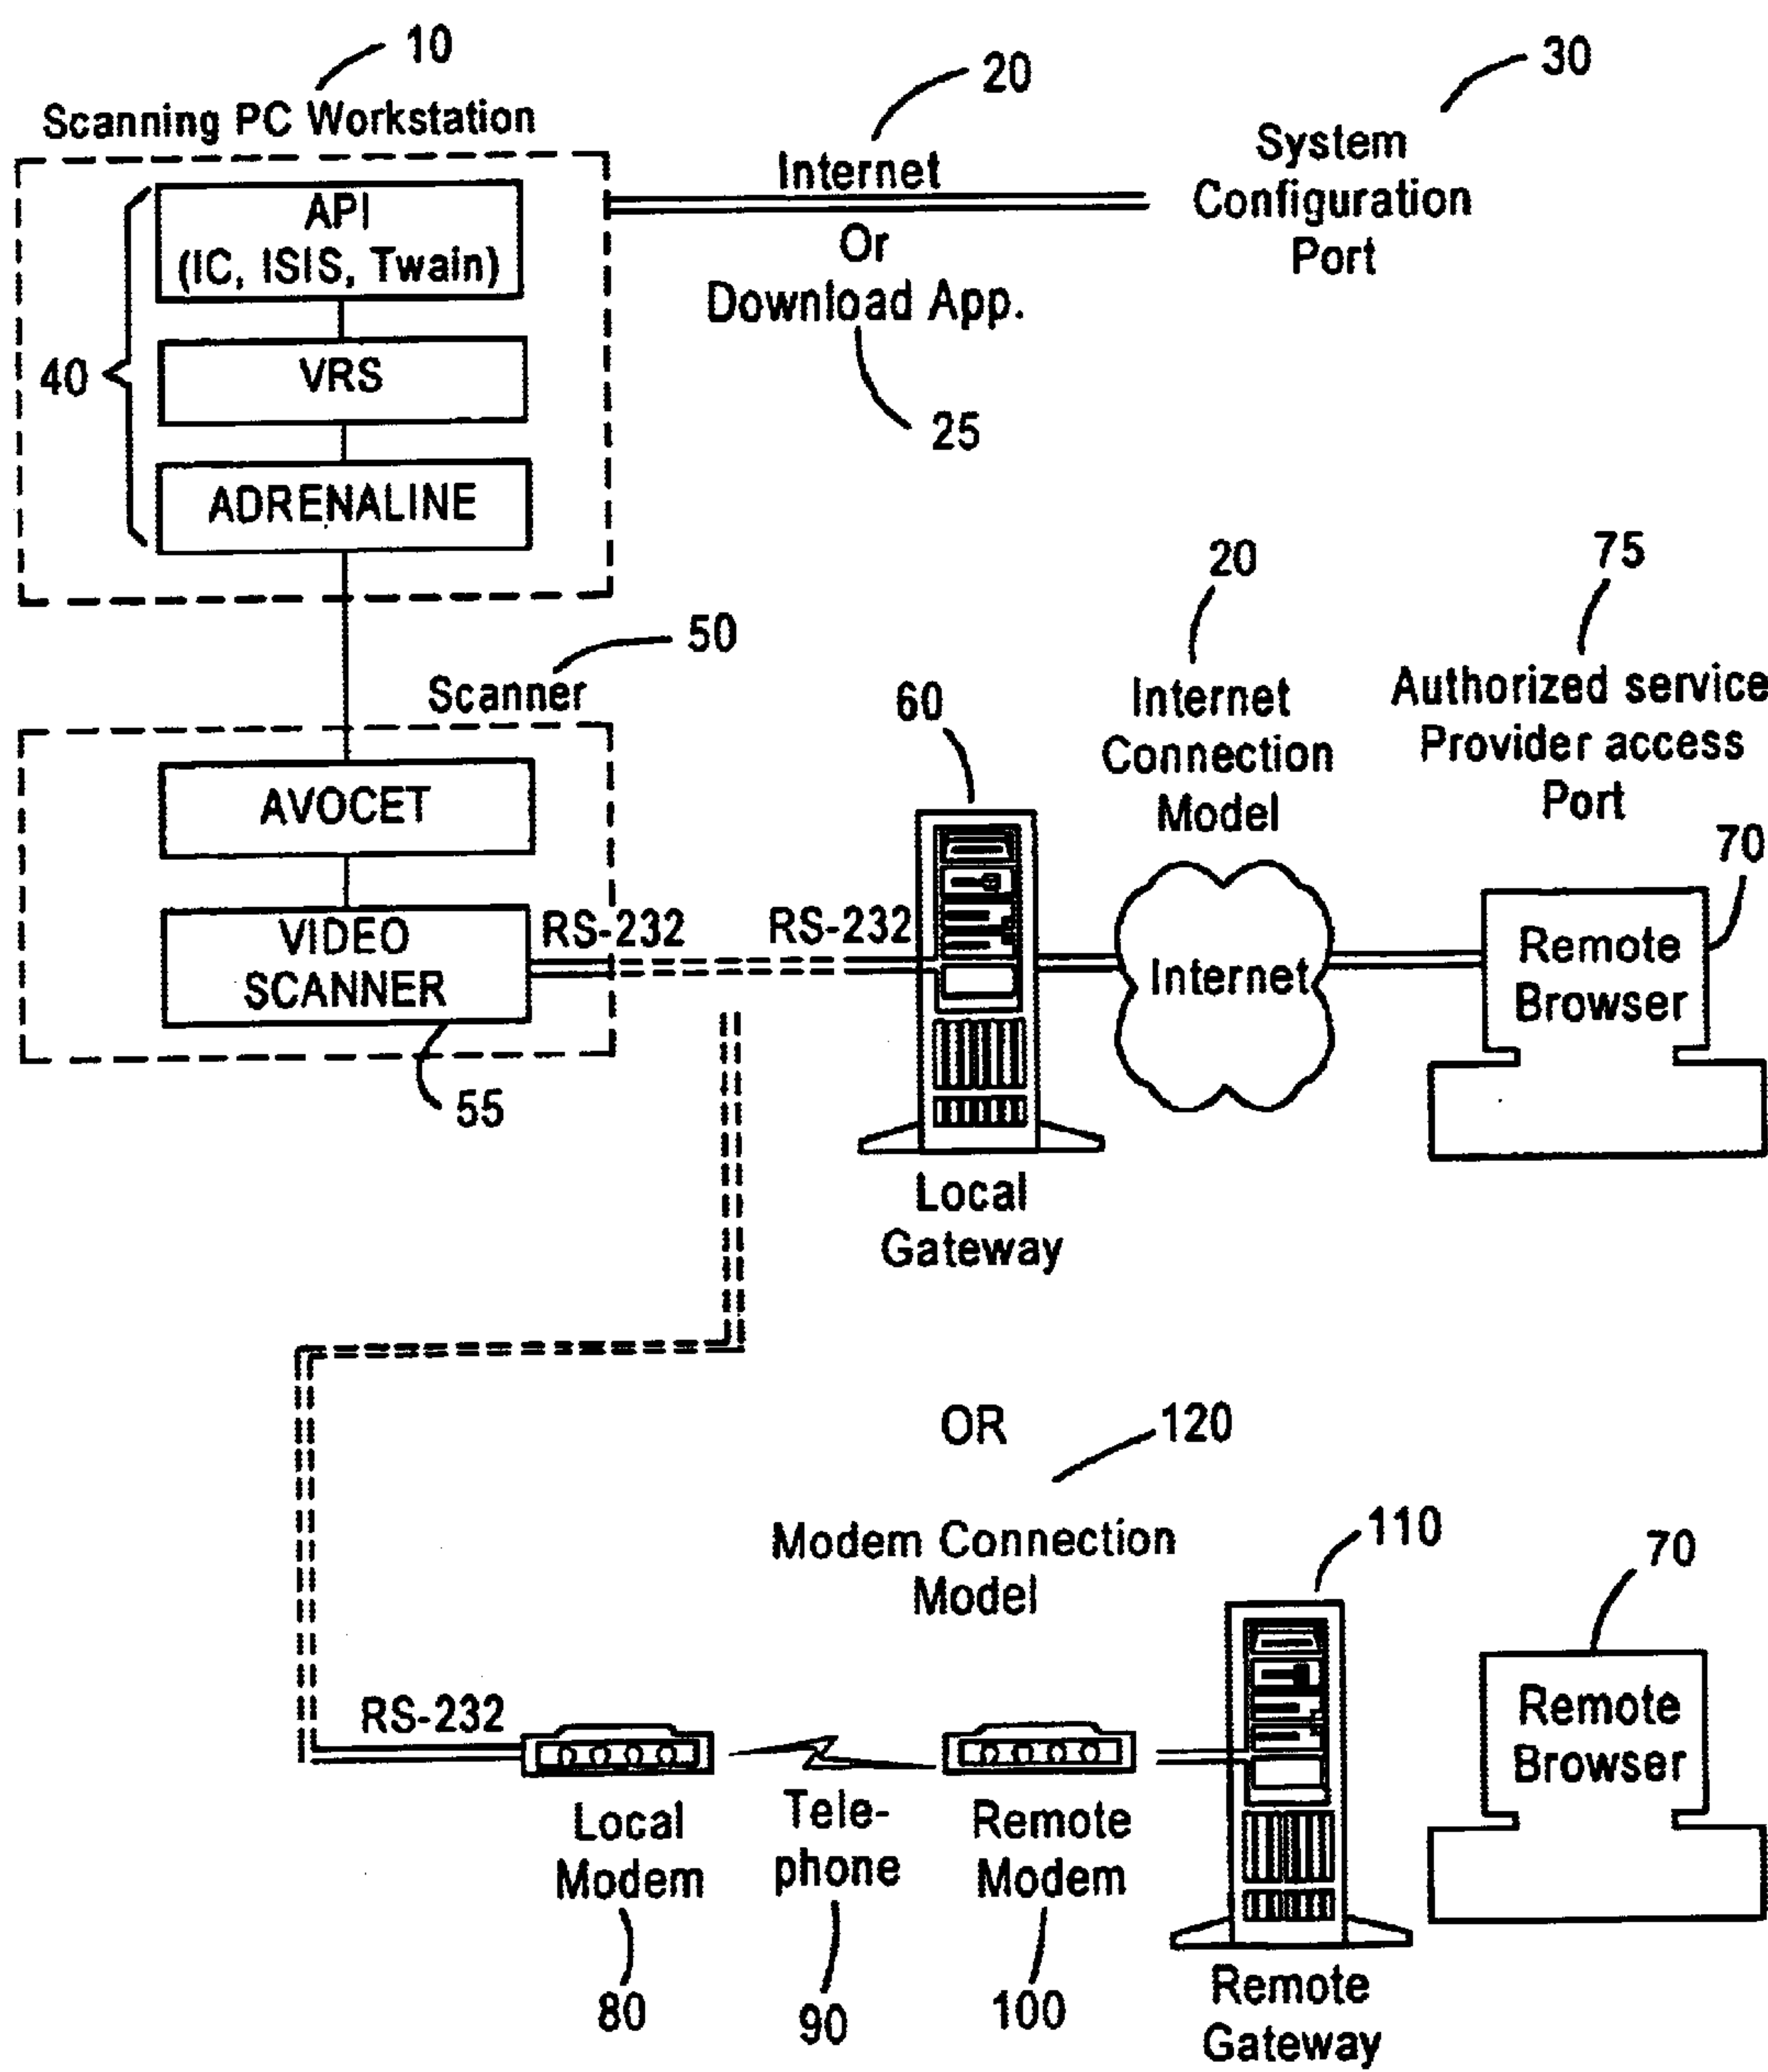 10
Scanning PC Workstation
API
(IC, ISIS, Twain)
VRS
ADRENALINE
40
20
Internet
Or
Download App.
25
30
System
Configuration
Port
50
Scanner
AVOCET
VIDEO
SCANNER
55
RS-232
RS-232
60
Local
Gateway
20
Internet
Connection
Model
Internet
75
Authorized service
Provider access
Port
70
Remote
Browser
OR
120
Modem Connection
Model
RS-232
Local
Modem
80
Tele-
phone
90
Remote
Modem
100
110
Remote
Gateway
70
Remote
Browser